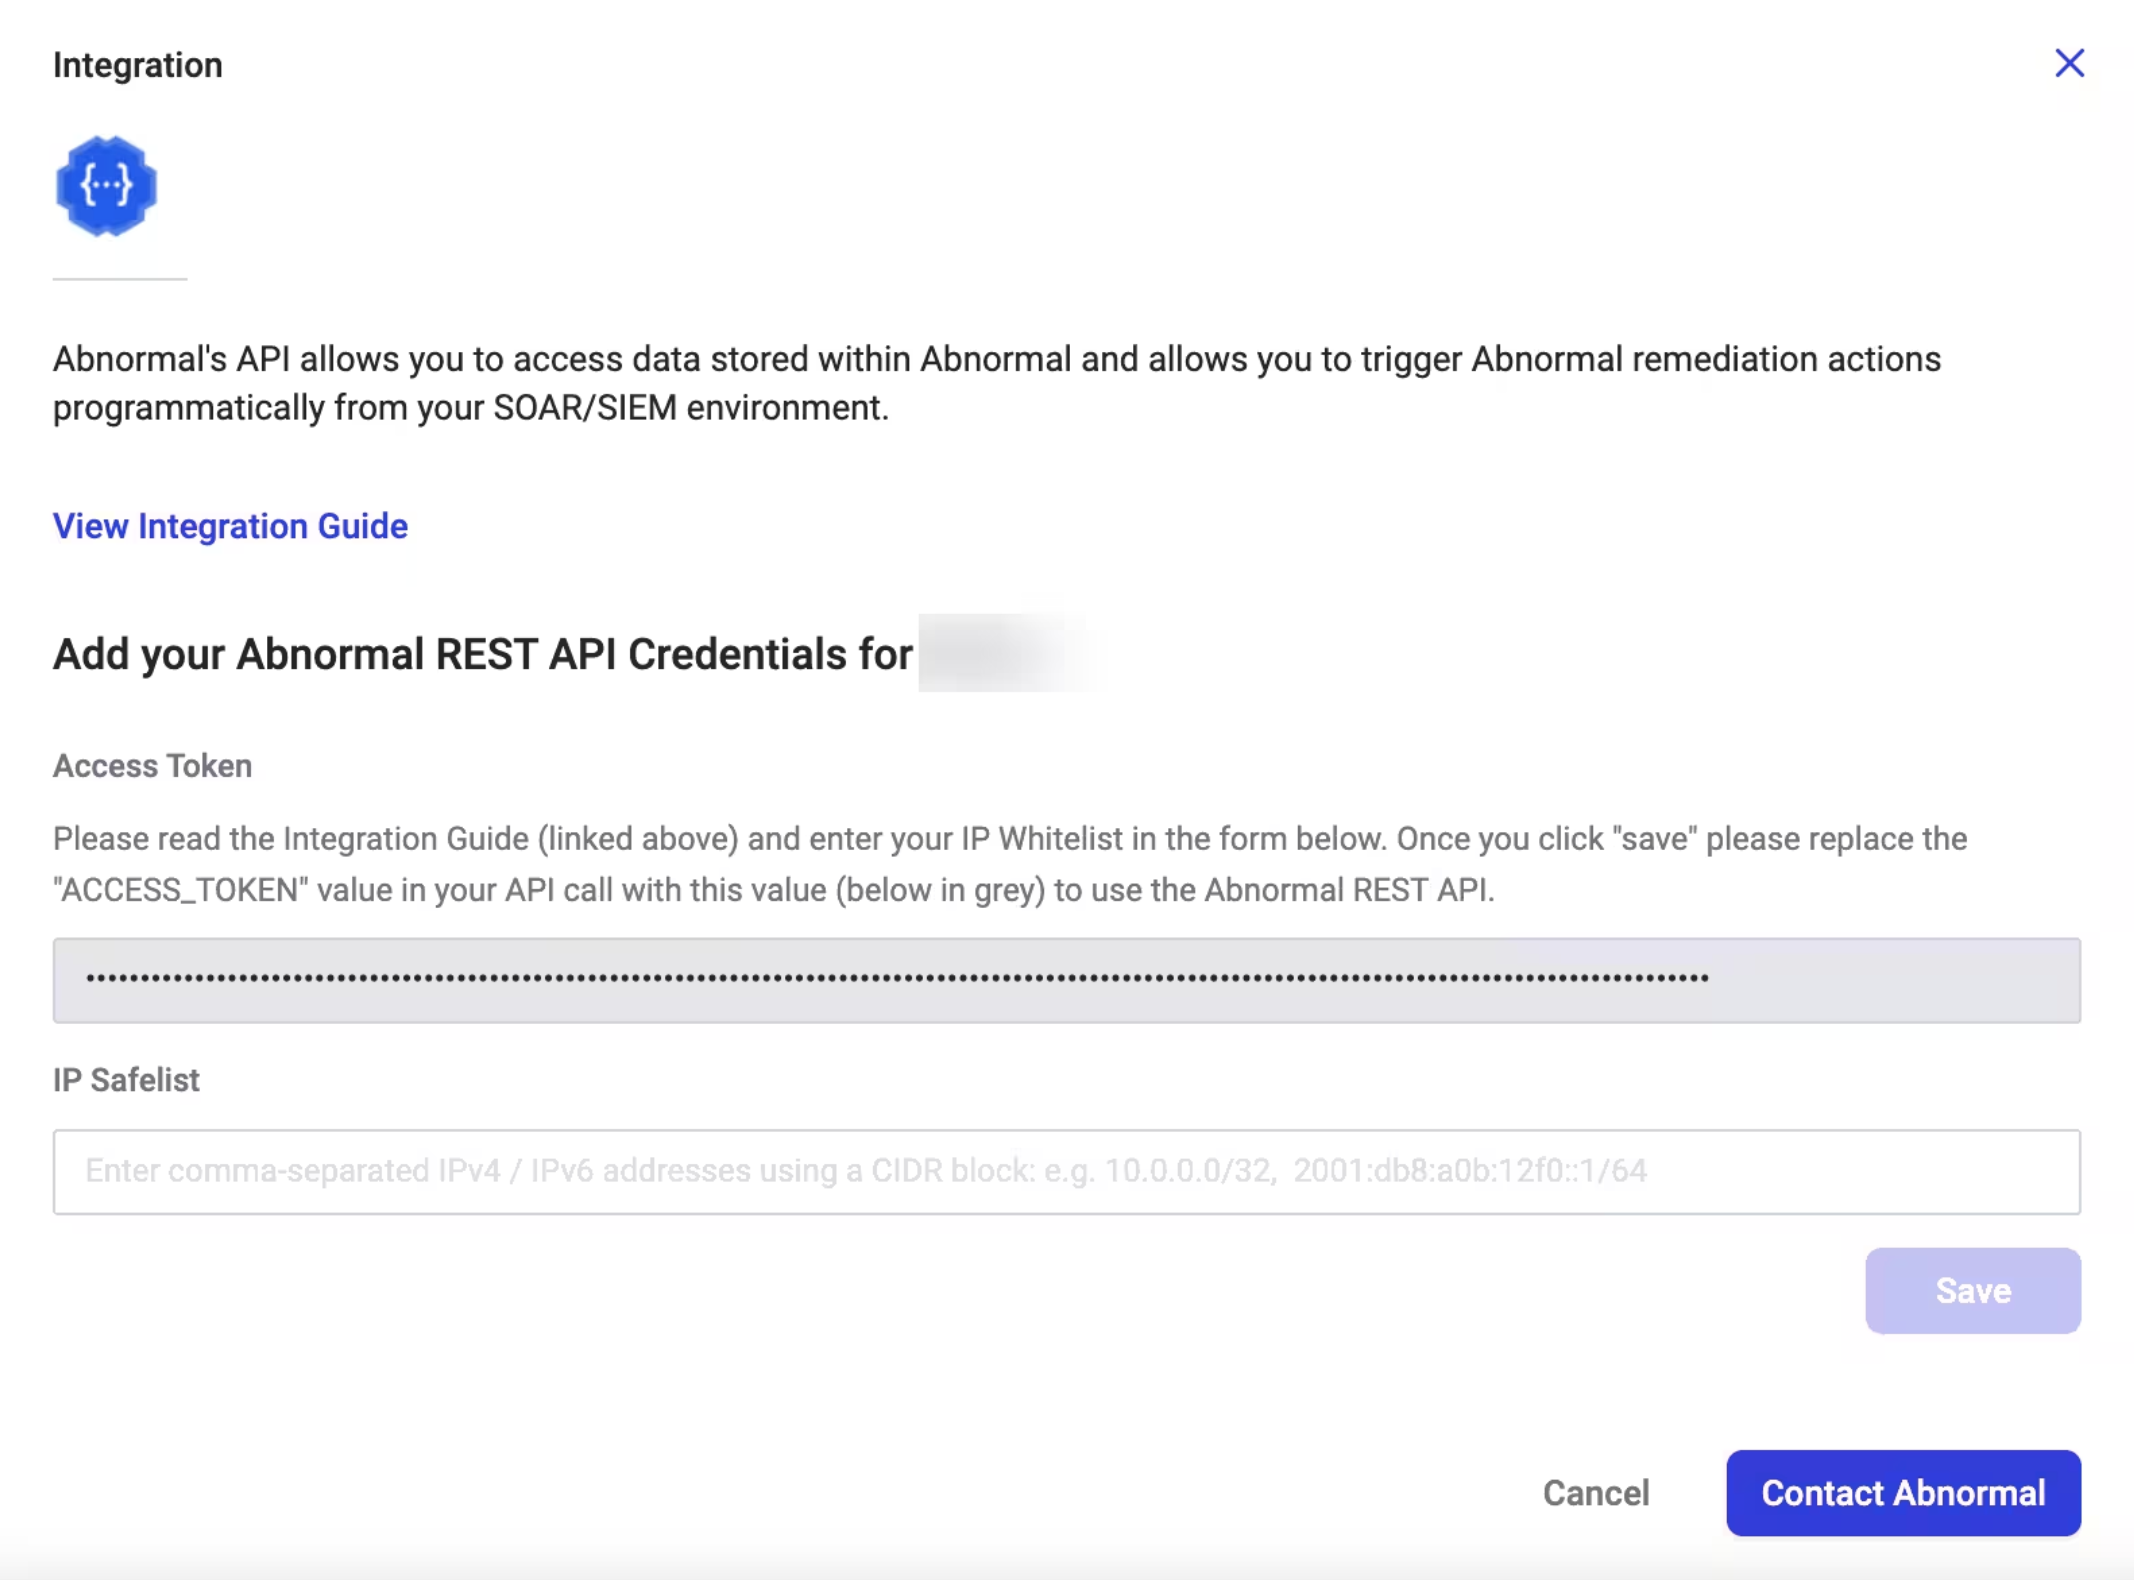 Integration
{···}
Abnormal's API allows you to access data stored within Abnormal and allows you to trigger Abnormal remediation actions
programmatically from your SOAR/SIEM environment.
View Integration Guide
Add your Abnormal REST API Credentials for
Access Token
Please read the Integration Guide (linked above) and enter your IP Whitelist in the form below. Once you click "save" please replace the
"ACCESS_TOKEN" value in your API call with this value (below in grey) to use the Abnormal REST API.
IP Safelist
Enter comma-separated IPv4 / IPv6 addresses using a CIDR block: e.g. 10.0.0.0/32, 2001:db8:a0b:12f0::1/64
Save
Cancel
Contact Abnormal